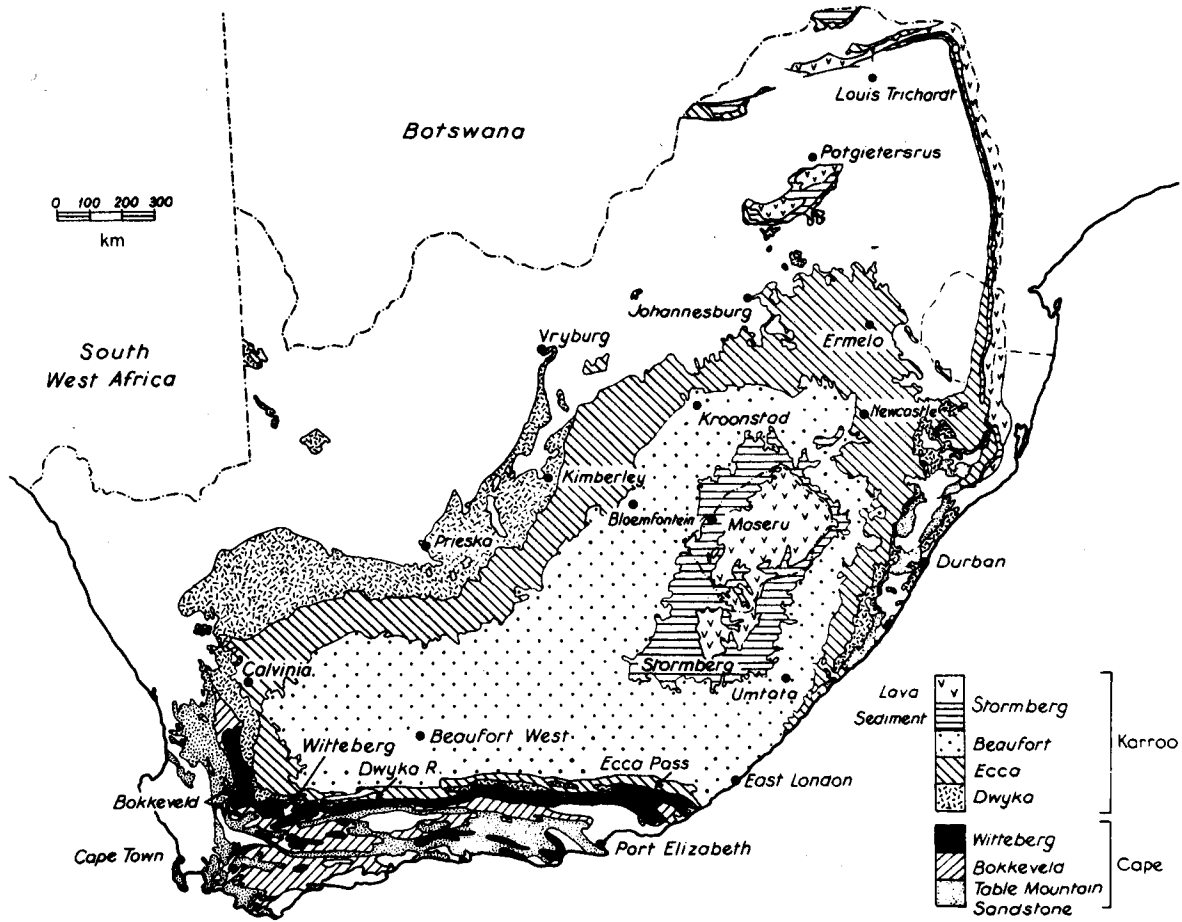 Louis Trichardt
Botswana
Potgietersrus
0 100 200 300
km
Johannesburg
Vryburg
Ermelo
South
West Africa
Kroonstad
Newcastle
Kimberley
Bloemfontein
Maseru
Prieska
Durban
Calvinia.
Stormberg
Umtata
Lava
Sediment
Stormberg
Beaufort
Ecca
Dwyka
Karroo
Beaufort West
Witteberg
Dwyka R.
Ecca Pass
East London
Bokkeveld
Cape Town
Port Elizabeth
Witteberg
Bokkeveld
Table Mountain
Sandstone
Cape